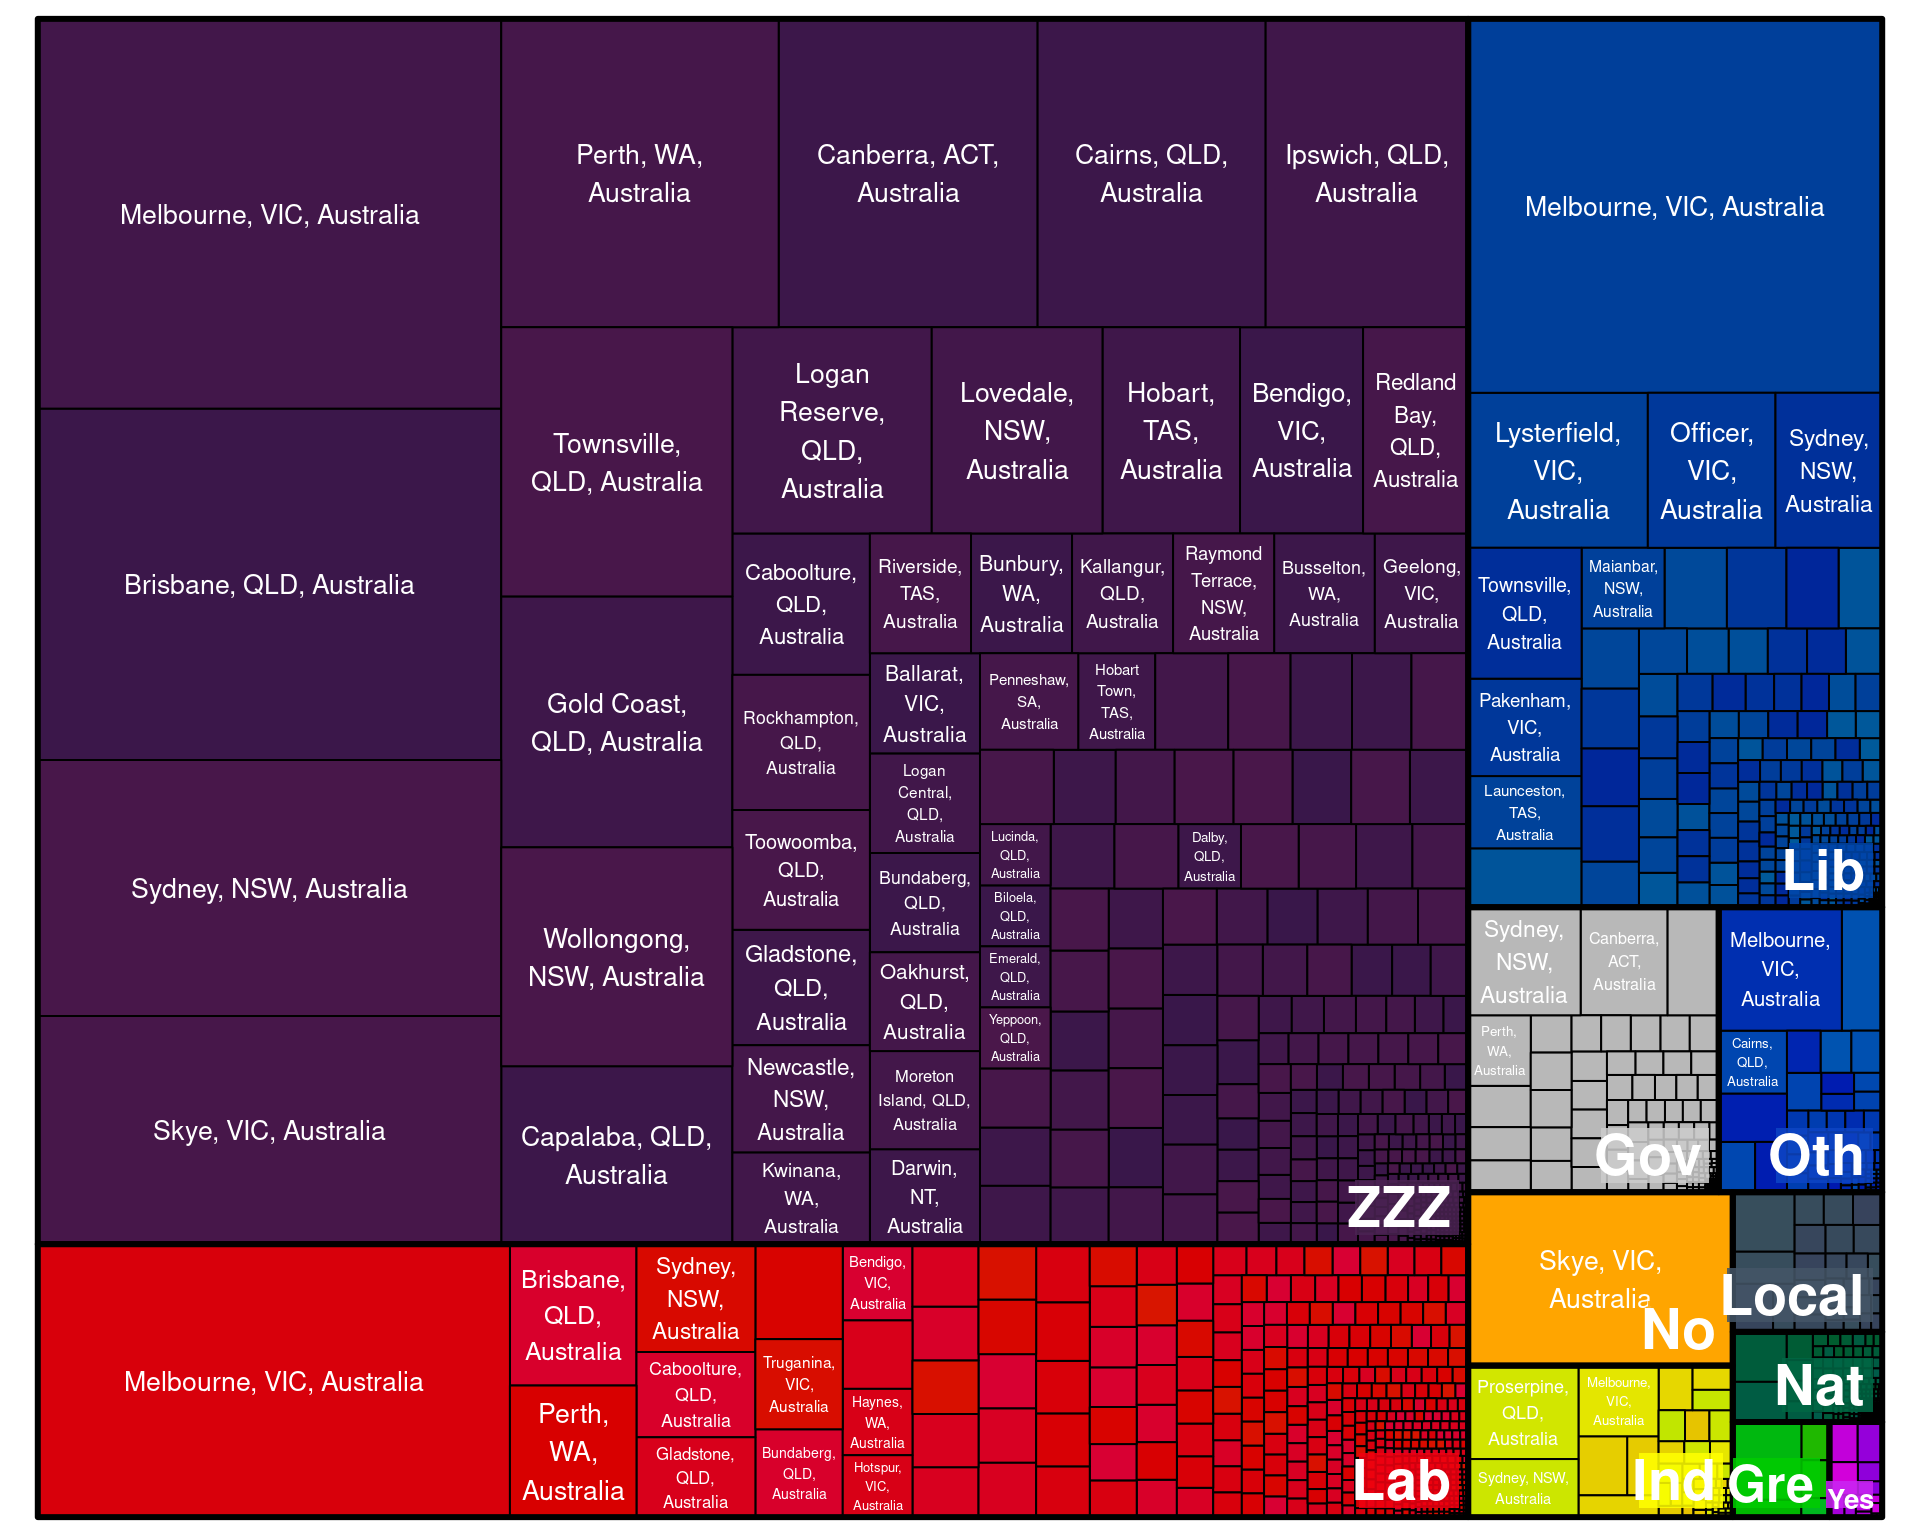 Melbourne, VIC, Australia
Brisbane, QLD, Australia
Sydney, NSW, Australia
Skye, VIC, Australia
Perth, WA,
Australia
Canberra, ACT,
Australia
Cairns, QLD,
Australia
Ipswich, QLD,
Australia
Townsville,
QLD, Australia
Gold Coast,
QLD, Australia
Wollongong,
NSW, Australia
Capalaba, QLD,
Australia
Logan
Reserve,
QLD,
Australia
Lovedale,
NSW,
Australia
Hobart,
TAS,
Australia
Bendigo,
VIC,
Australia
Redland
Bay,
QLD,
Australia
Caboolture,
QLD,
Australia
Rockhampton,
QLD,
Australia
Toowoomba,
QLD,
Australia
Gladstone,
QLD,
Australia
Newcastle,
NSW,
Australia
Kwinana,
WA,
Australia
Riverside,
TAS,
Australia
Bunbury,
WA,
Australia
Kallangur,
QLD,
Australia
Raymond
Terrace,
NSW,
Australia
Busselton,
WA,
Australia
Geelong,
VIC,
Australia
Ballarat,
VIC,
Australia
Logan
Central,
QLD,
Australia
Bundaberg,
QLD,
Australia
Oakhurst,
QLD,
Australia
Moreton
Island, QLD,
Australia
Darwin,
NT,
Australia
Penneshaw,
SA,
Australia
Hobart
Town,
TAS,
Australia
Lucinda,
QLD,
Australia
Biloela,
QLD,
Australia
Emerald,
QLD,
Australia
Yeppoon,
QLD,
Australia
Dalby,
QLD,
Australia
ZZZ
Melbourne, VIC, Australia
Brisbane,
QLD,
Australia
Perth,
WA,
Australia
Sydney,
NSW,
Australia
Caboolture,
QLD,
Australia
Gladstone,
QLD,
Australia
Truganina,
VIC,
Australia
Bundaberg,
QLD,
Australia
Bendigo,
VIC,
Australia
Haynes,
WA,
Australia
Hotspur,
VIC,
Australia
Lab
Melbourne, VIC, Australia
Lysterfield,
VIC,
Australia
Officer,
VIC,
Australia
Sydney,
NSW,
Australia
Townsville,
QLD,
Australia
Pakenham,
VIC,
Australia
Launceston,
TAS,
Australia
Maianbar,
NSW,
Australia
Lib
Sydney,
NSW,
Australia
Canberra,
ACT,
Australia
Perth,
WA,
Australia
Gov
Melbourne,
VIC,
Australia
Cairns,
QLD,
Australia
Oth
Skye, VIC,
Australia
No
Local
Nat
Proserpine,
QLD,
Australia
Sydney, NSW,
Australia
Melbourne,
VIC,
Australia
Ind
Gre
Yes